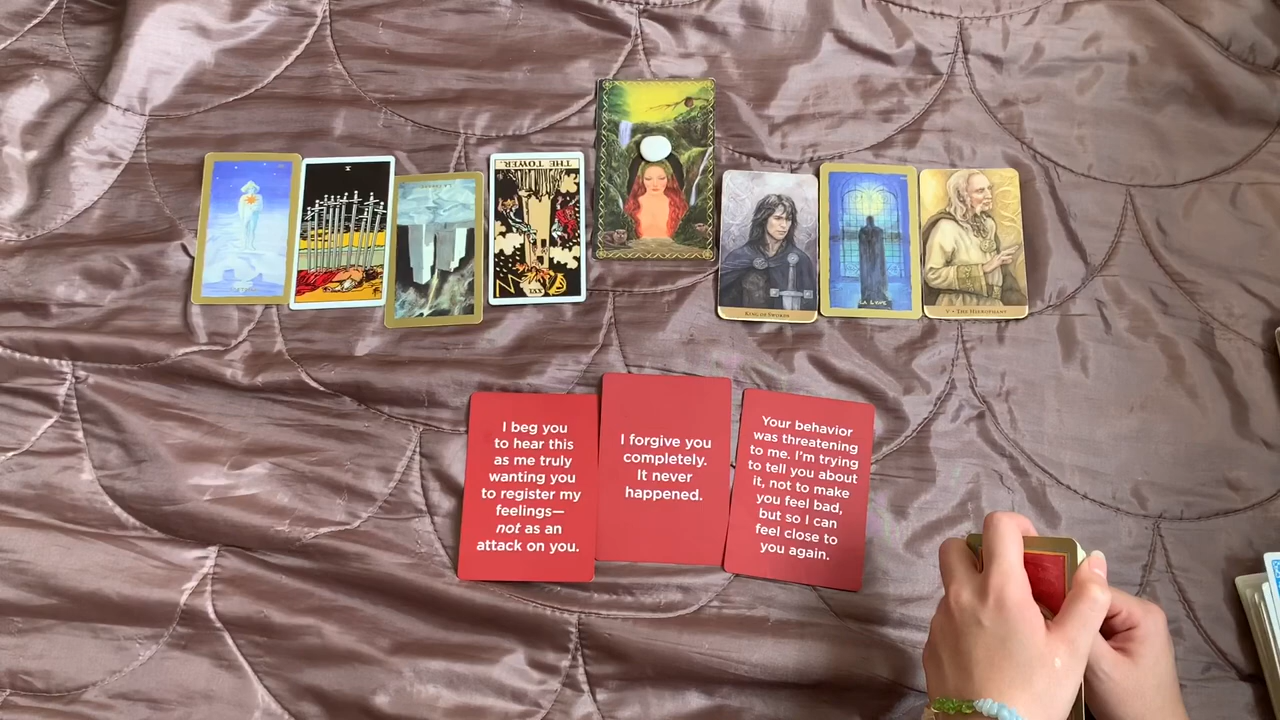 X
THE TOWER.
XVI
KING OF SWORDS
LA LUNE
V • THE HIEROPHANT
I beg you
to hear this
as me truly
wanting you
to register my
feelings—
not as an
attack on you.
I forgive you
completely.
It never
happened.
Your behavior
was threatening
to me. I'm trying
to tell you about
it, not to make
you feel bad,
but so I can
feel close to
you again.